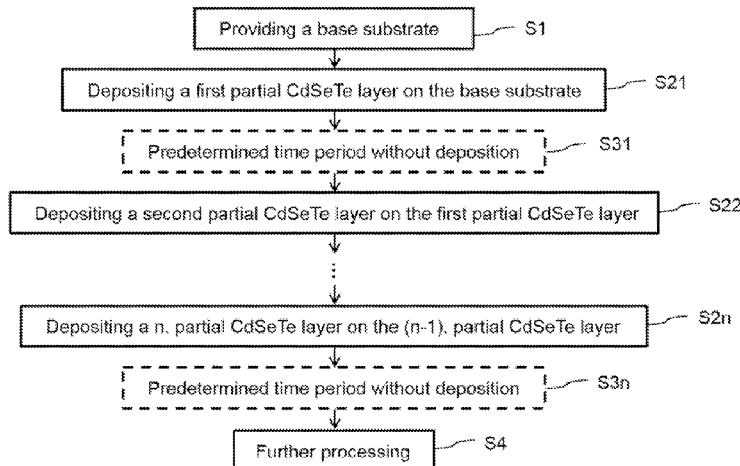 Providing a base substrate S1
Depositing a first partial CdSeTe layer on the base substrate S21
Predetermined time period without deposition S31
Depositing a second partial CdSeTe layer on the first partial CdSeTe layer S22
⋮
Depositing a n. partial CdSeTe layer on the (n-1). partial CdSeTe layer S2n
Predetermined time period without deposition S3n
Further processing S4